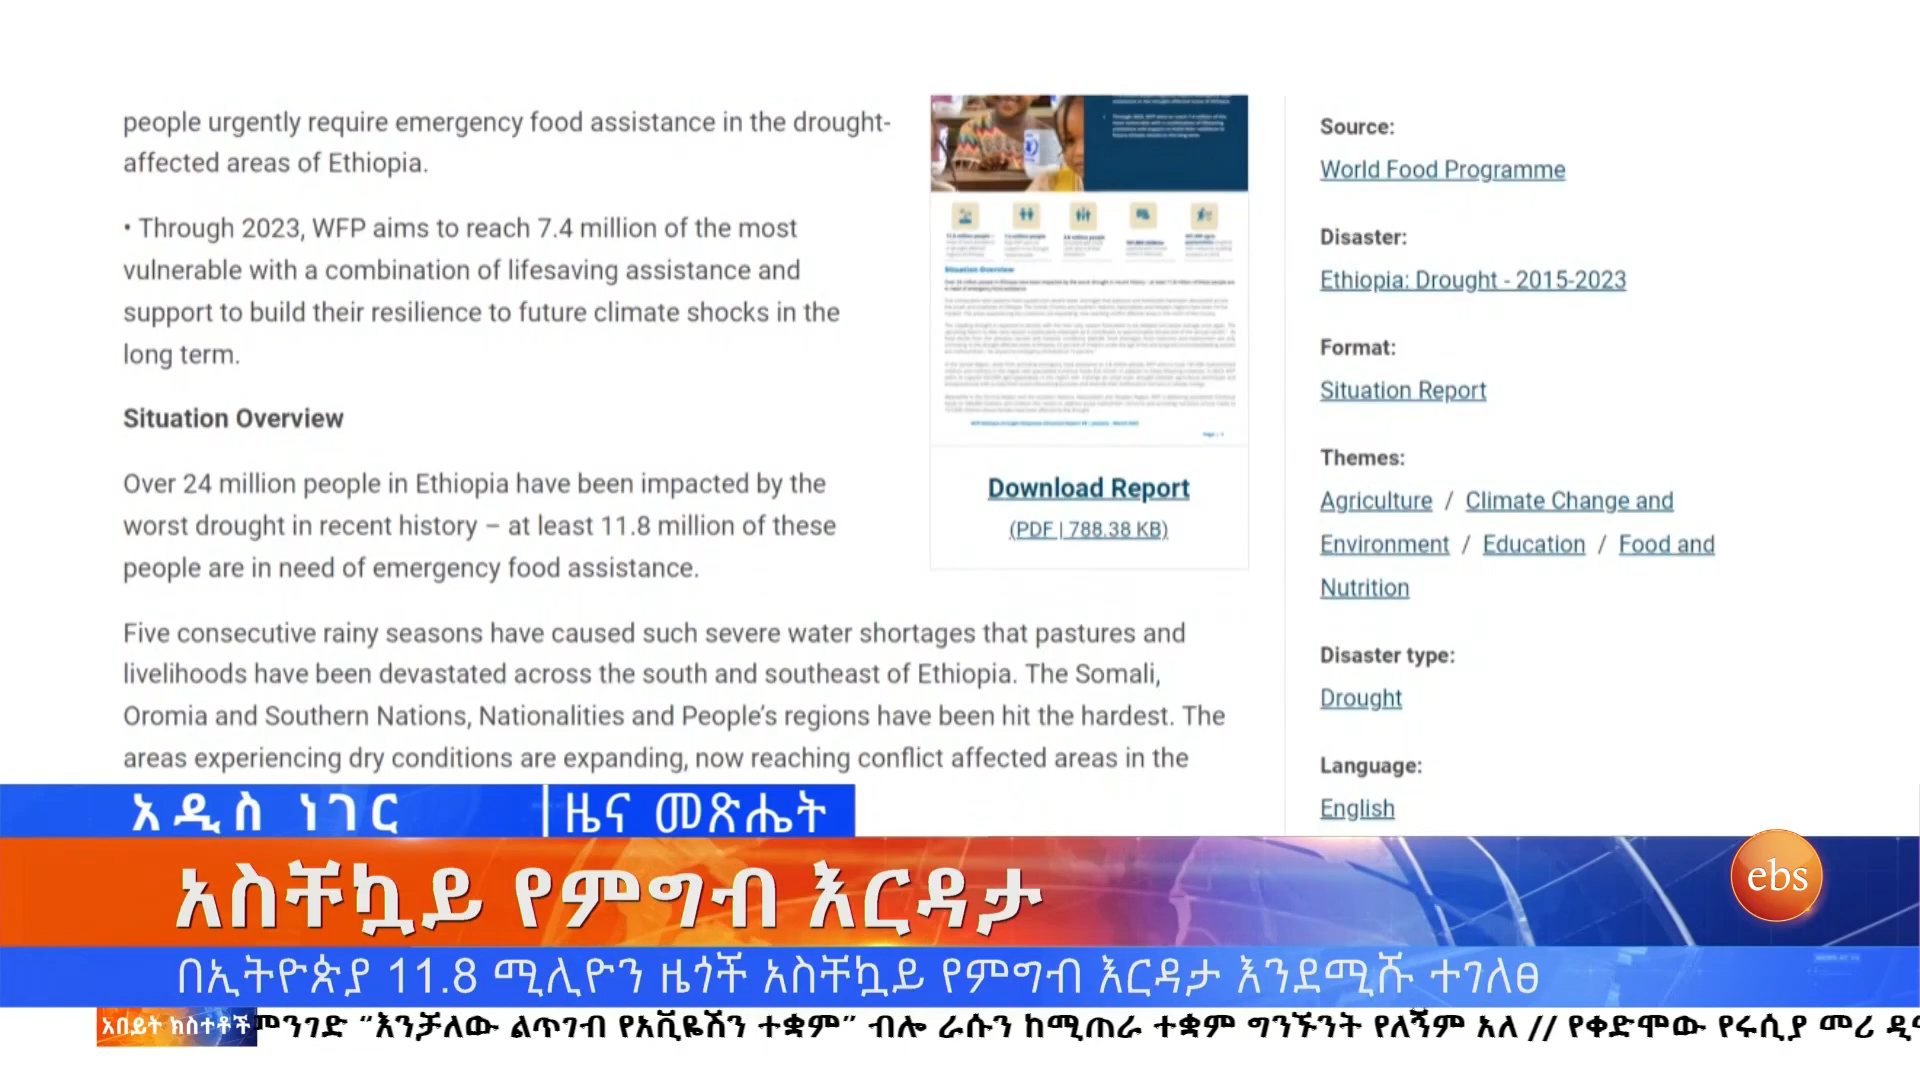 people urgently require emergency food assistance in the drought-
affected areas of Ethiopia.
• Through 2023, WFP aims to reach 7.4 million of the most
vulnerable with a combination of lifesaving assistance and
support to build their resilience to future climate shocks in the
long term.
Situation Overview
Over 24 million people in Ethiopia have been impacted by the
worst drought in recent history – at least 11.8 million of these
people are in need of emergency food assistance.
Five consecutive rainy seasons have caused such severe water shortages that pastures and
livelihoods have been devastated across the south and southeast of Ethiopia. The Somali,
Oromia and Southern Nations, Nationalities and People's regions have been hit the hardest. The
areas experiencing dry conditions are expanding, now reaching conflict affected areas in the
Situation Overview
Download Report
(PDF | 788.38 KB)
Source:
World Food Programme
Disaster:
Ethiopia: Drought - 2015-2023
Format:
Situation Report
Themes:
Agriculture / Climate Change and
Environment / Education / Food and
Nutrition
Disaster type:
Drought
Language:
English
አዲስ ነገር | ዜና መጽሔት
አስቸኳይ የምግብ እርዳታ
ebs
በኢትዮጵያ 11.8 ሚሊዮን ዜጎች አስቸኳይ የምግብ እርዳታ እንደሚሹ ተገለፀ
አበይት ክስተቶች መንገድ "እንቻለው ልጥገብ የአቪዬሽን ተቋም" ብሎ ራሱን ከሚጠራ ተቋም ግንኙነት የለኝም አለ // የቀድሞው የሩሲያ መሪ